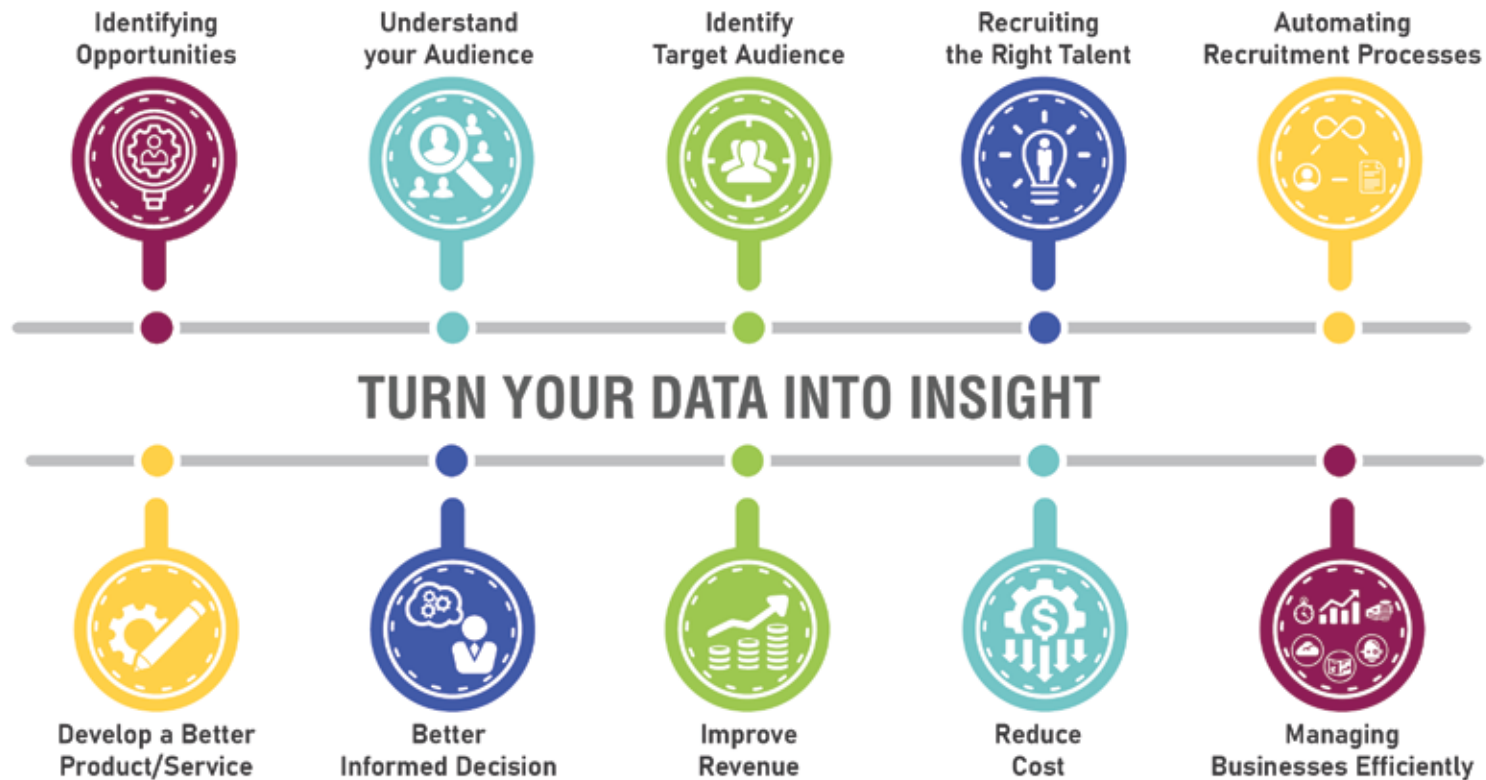 Identifying
Opportunities
Understand
your Audience
Identify
Target Audience
Recruiting
the Right Talent
Automating
Recruitment Processes
TURN YOUR DATA INTO INSIGHT
Develop a Better
Product/Service
Better
Informed Decision
Improve
Revenue
$
Reduce
Cost
Managing
Businesses Efficiently